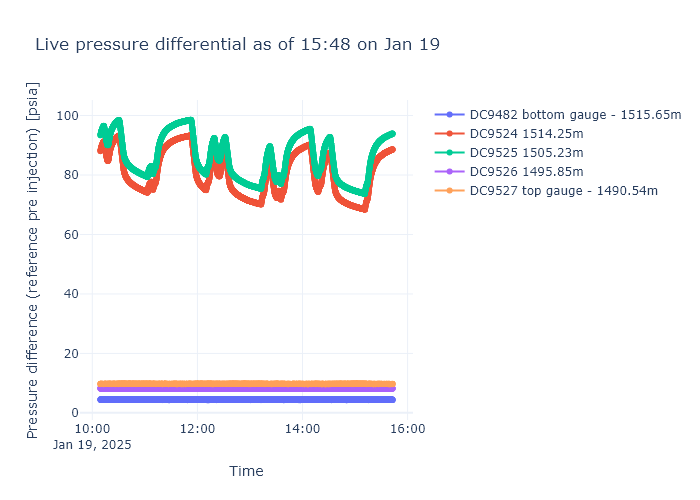 Live pressure differential as of 15:48 on Jan 19
Pressure difference (reference pre injection) [psia]
100
80
60
40
20
0
10:00
12:00
14:00
16:00
Jan 19, 2025
Time
DC9482 bottom gauge - 1515.65m
DC9524 1514.25m
DC9525 1505.23m
DC9526 1495.85m
DC9527 top gauge - 1490.54m